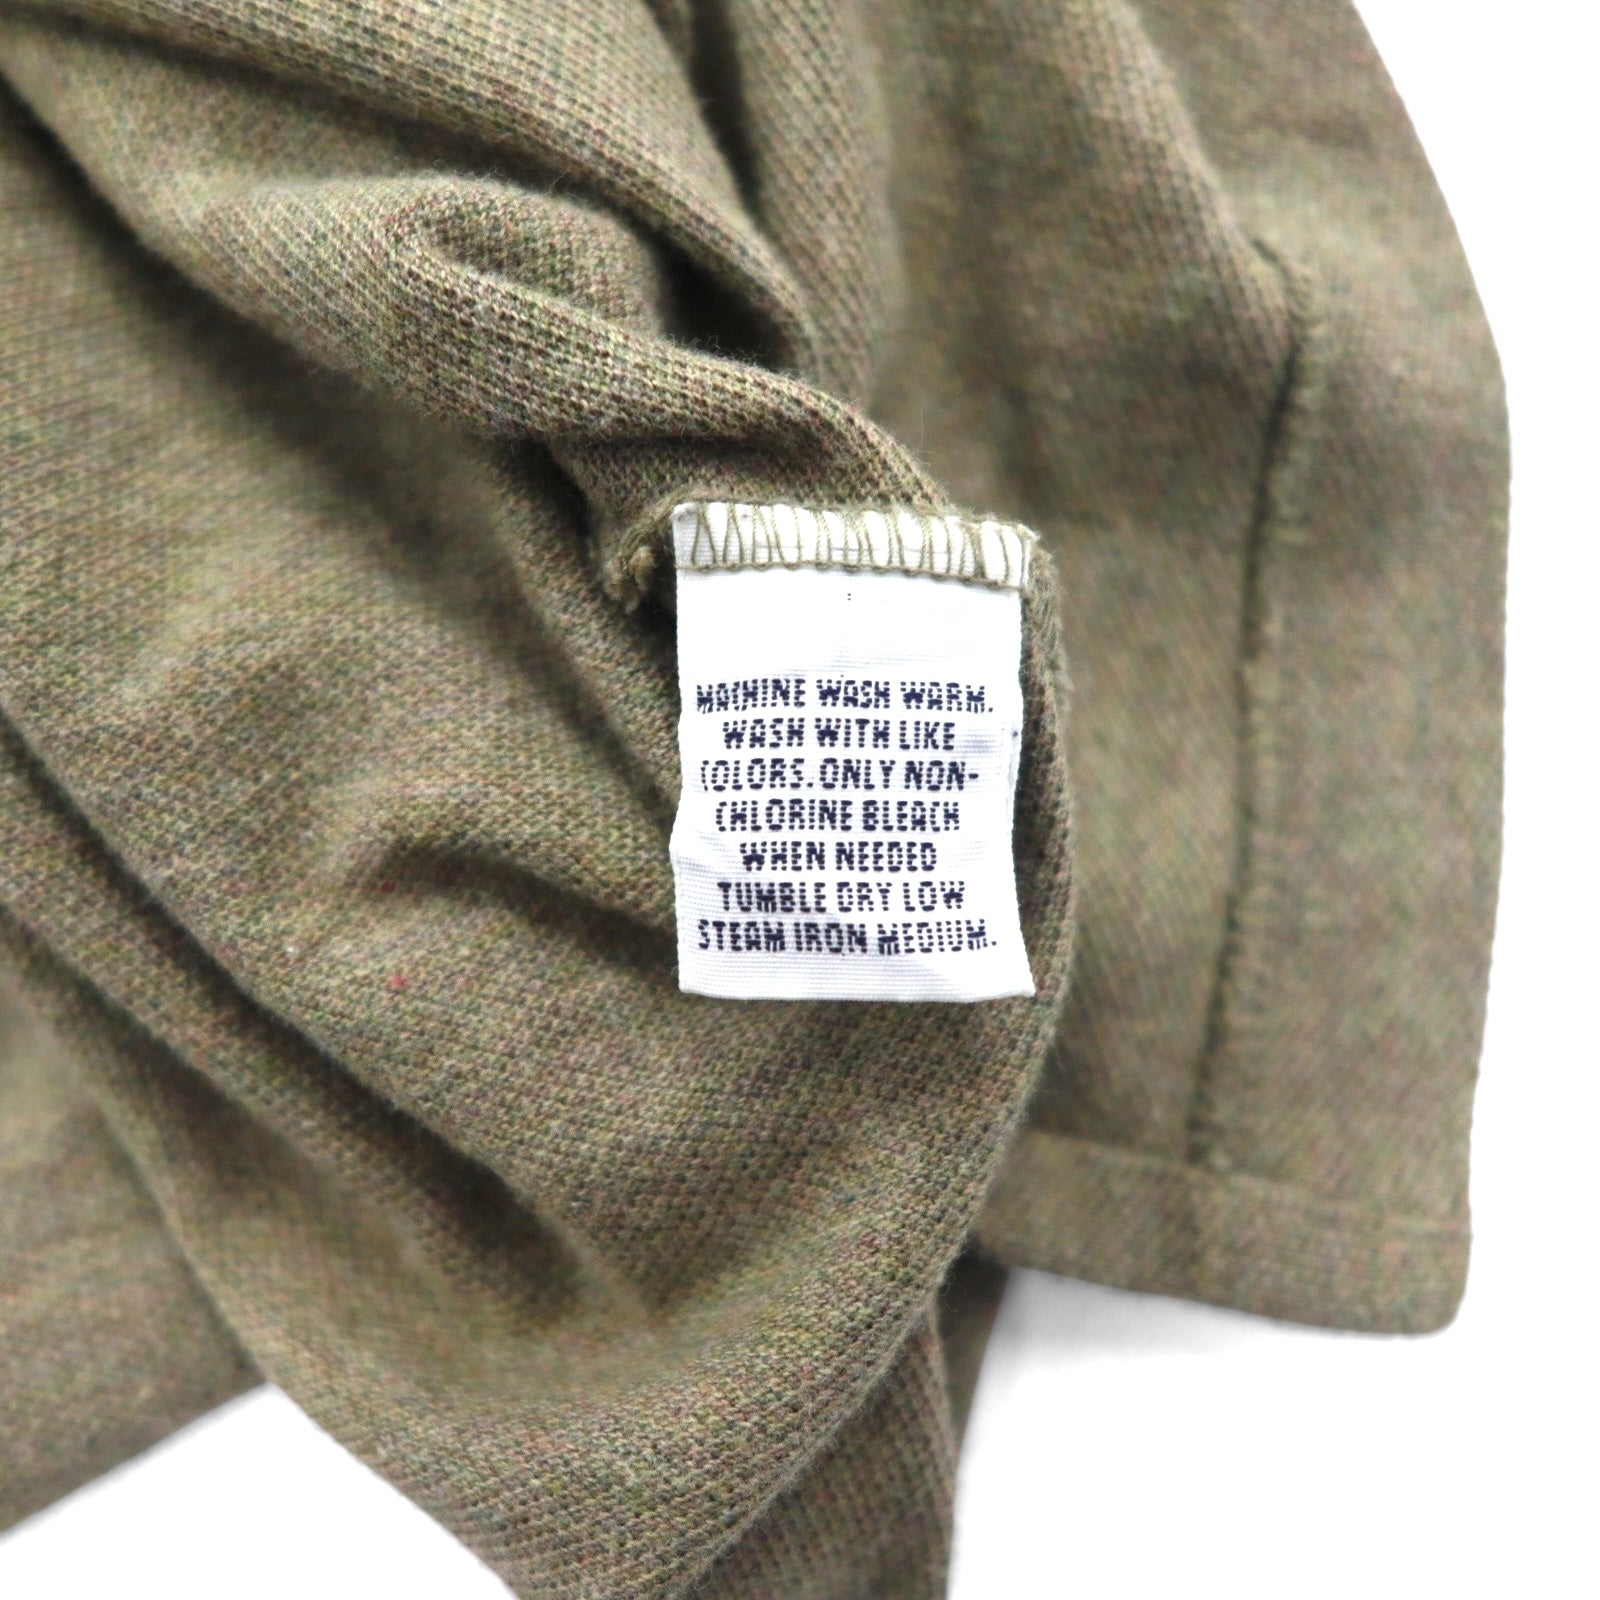 MACHINE WASH WARM.
WASH WITH LIKE
COLORS. ONLY NON-
CHLORINE BLEACH
WHEN NEEDED
TUMBLE DRY LOW
STEAM IRON MEDIUM.